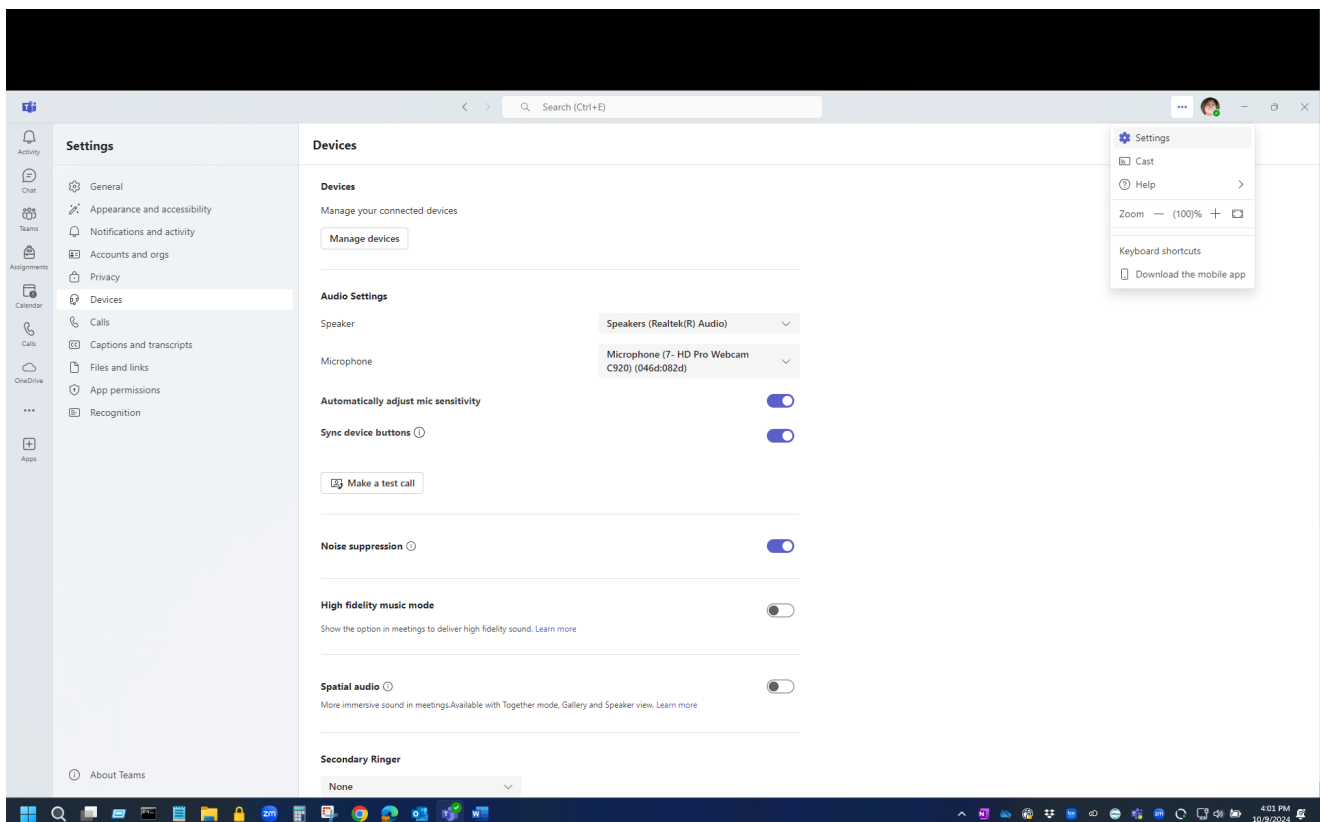 Search (Ctrl+E)
Activity
Chat
Teams
Assignments
Calendar
Calls
OneDrive
Apps
Settings
General
Appearance and accessibility
Notifications and activity
Accounts and orgs
Privacy
Devices
Calls
Captions and transcripts
Files and links
App permissions
Recognition
About Teams
Devices
Devices
Manage your connected devices
Manage devices
Audio Settings
Speaker
Speakers (Realtek(R) Audio)
Microphone
Microphone (7- HD Pro Webcam
C920) (046d:082d)
Automatically adjust mic sensitivity
Sync device buttons
Make a test call
Noise suppression
High fidelity music mode
Show the option in meetings to deliver high fidelity sound. Learn more
Spatial audio
More immersive sound in meetings.Available with Together mode, Gallery and Speaker view. Learn more
Secondary Ringer
None
Settings
Cast
Help
Zoom — (100)% +
Keyboard shortcuts
Download the mobile app
zm
4:01 PM
10/9/2024